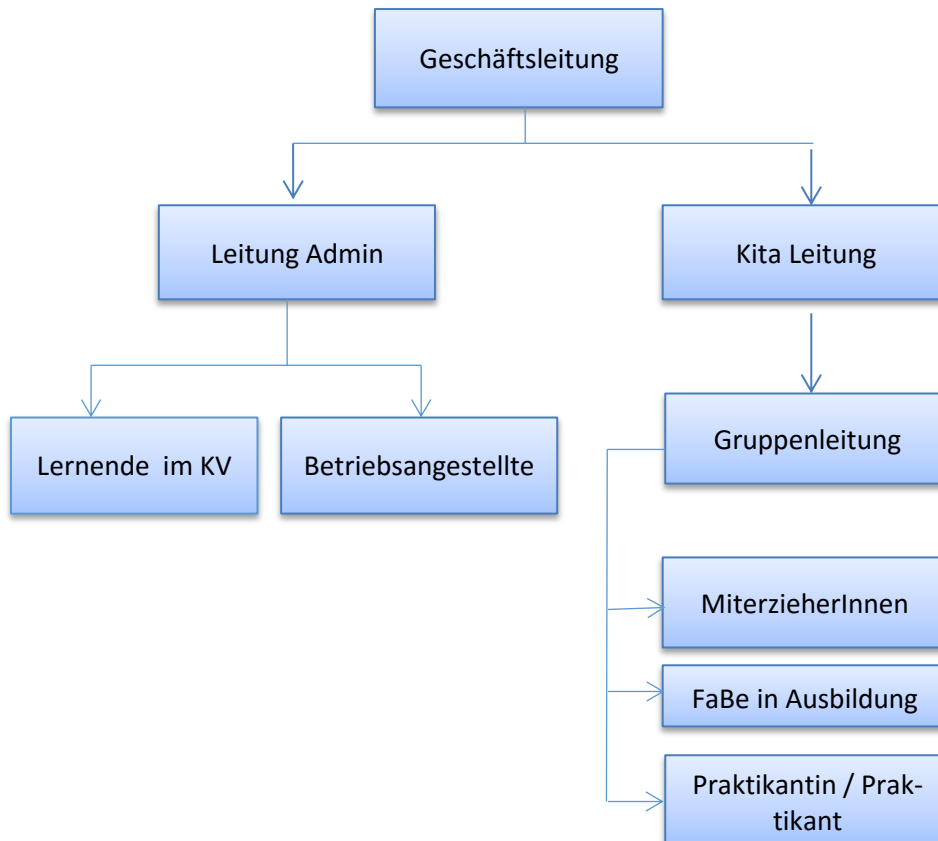 Geschäftsleitung
Leitung Admin
Kita Leitung
Lernende im KV
Betriebsangestellte
Gruppenleitung
MiterzieherInnen
FaBe in Ausbildung
Praktikantin / Prak-
tikant